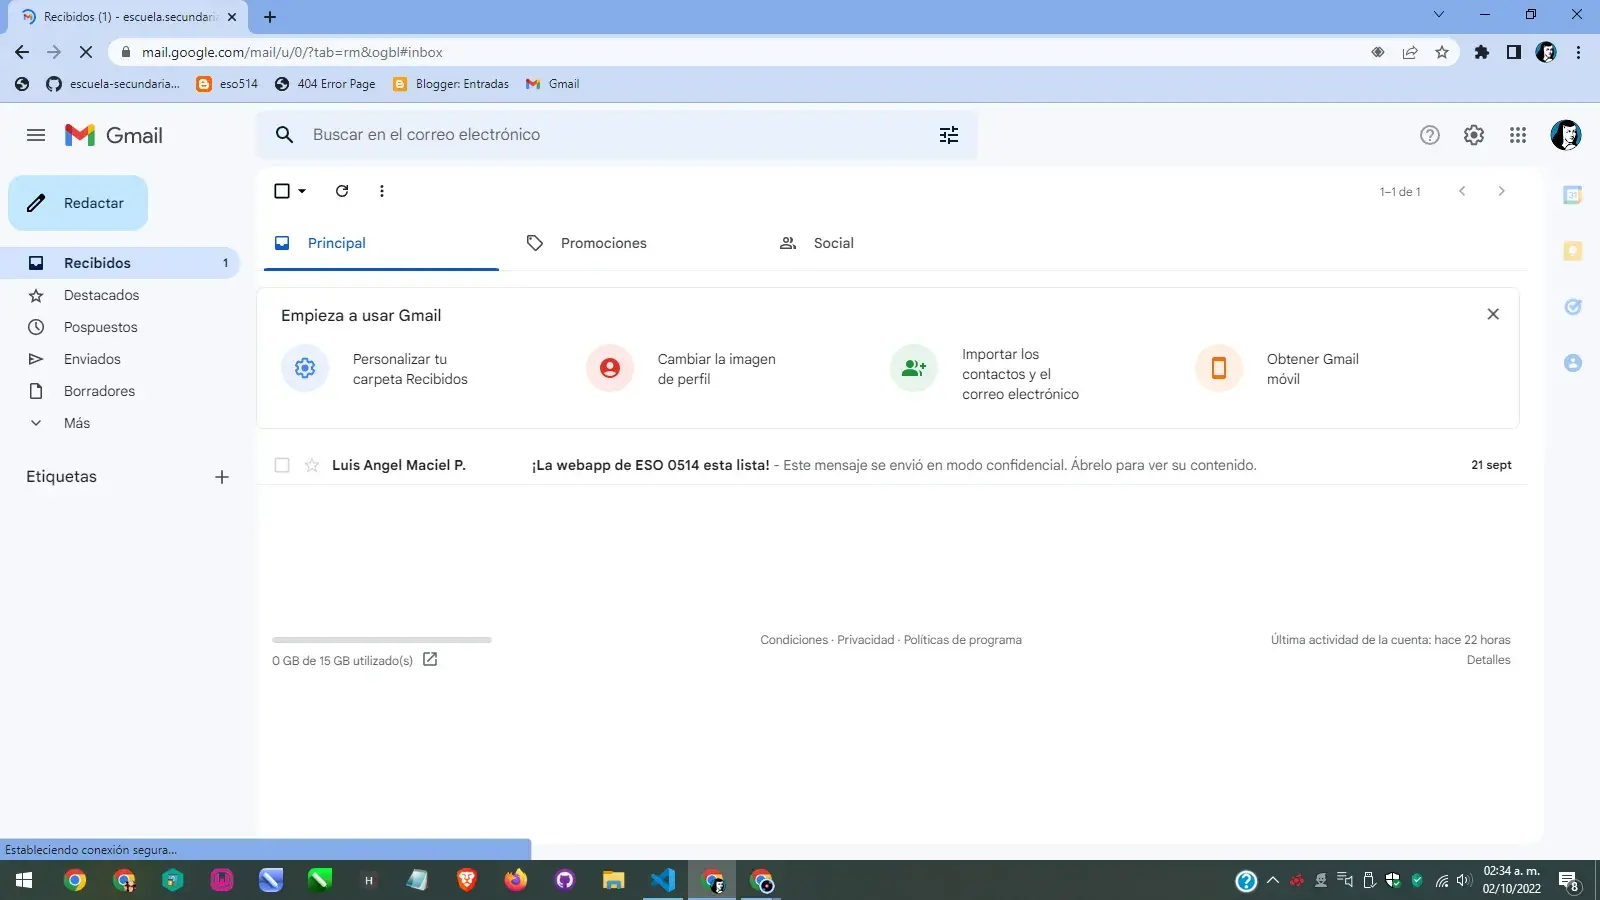 Recibidos (1) - escuela.secundari
mail.google.com/mail/u/0/?tab=rm&ogbl#inbox
escuela-secundaria...
eso514
404 Error Page
Blogger: Entradas
Gmail
Gmail
Buscar en el correo electrónico
Redactar
1–1 de 1
Principal
Promociones
Social
Recibidos 1
Destacados
Pospuestos
Enviados
Borradores
Más
Etiquetas
Empieza a usar Gmail
Personalizar tu
carpeta Recibidos
Cambiar la imagen
de perfil
Importar los
contactos y el
correo electrónico
Obtener Gmail
móvil
Luis Angel Maciel P. ¡La webapp de ESO 0514 esta lista! - Este mensaje se envió en modo confidencial. Ábrelo para ver su contenido. 21 sept
0 GB de 15 GB utilizado(s)
Condiciones · Privacidad · Políticas de programa
Última actividad de la cuenta: hace 22 horas
Detalles
Estableciendo conexión segura...
31
H
02:34 a. m.
02/10/2022
8